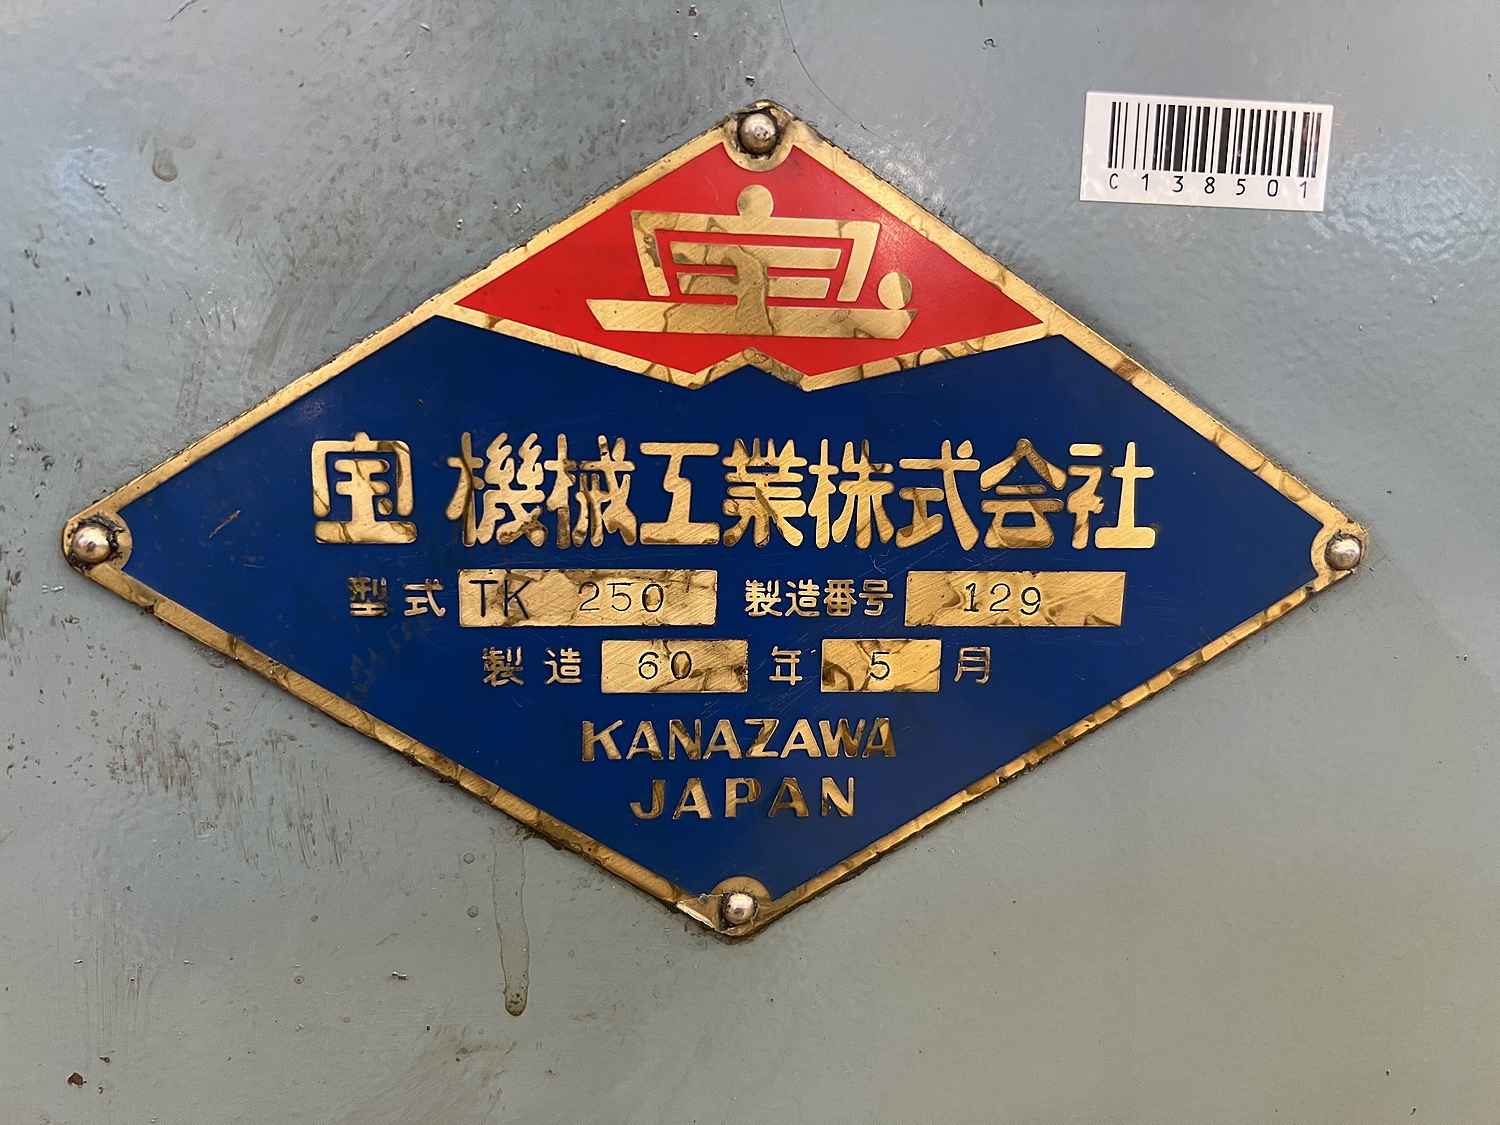 C138501
宝
宝機械工業株式会社
型式 TK 250 製造番号 129
製造 60 年 5 月
KANAZAWA
JAPAN